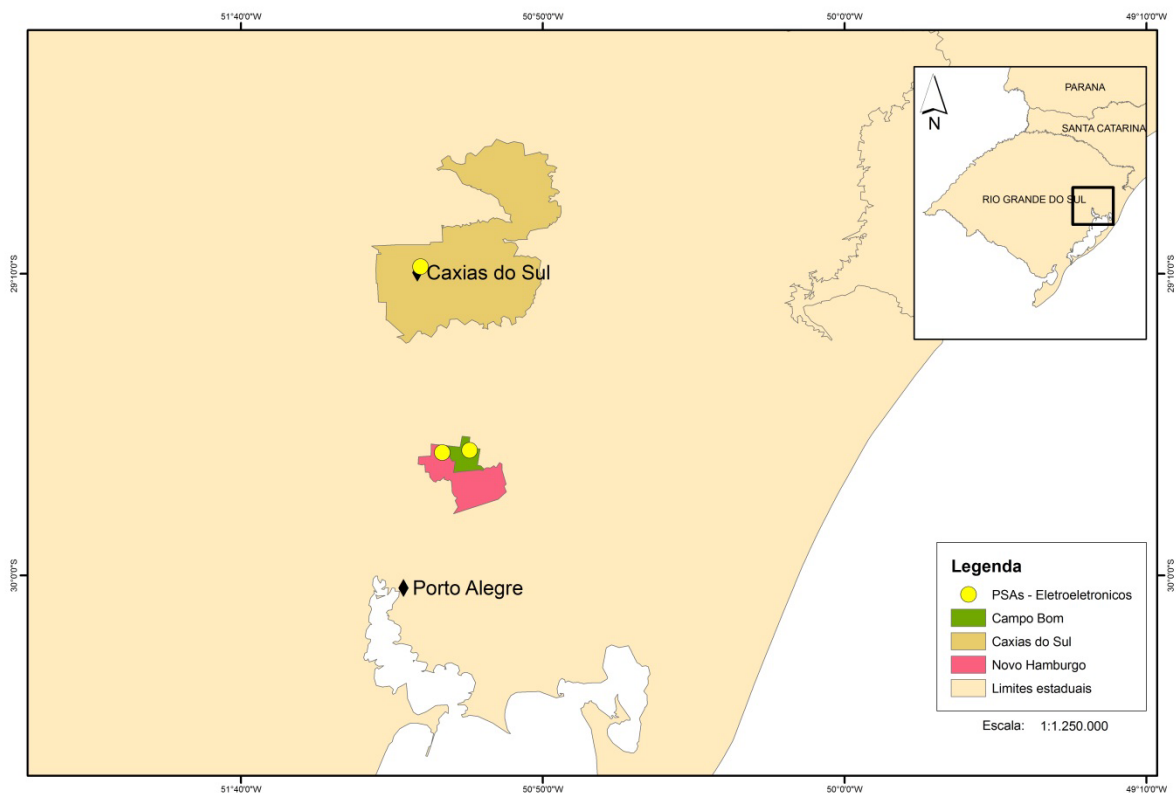 51°40'0"W
50°50'0"W
50°0'0"W
49°10'0"W
PARANA
N
SANTA CATARINA
RIO GRANDE DO SUL
29°10'0"S
Caxias do Sul
29°10'0"S
30°0'0"S
Porto Alegre
30°0'0"S
Legenda
PSAs - Eletroeletronicos
Campo Bom
Caxias do Sul
Novo Hamburgo
Limites estaduais
Escala: 1:1.250.000
51°40'0"W
50°50'0"W
50°0'0"W
49°10'0"W